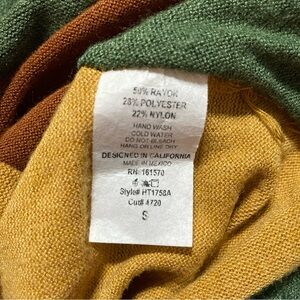 50% RAYON
28% POLYESTER
22% NYLON
HAND WASH
COLD WATER
DO NOT BLEACH
HANG OR LINE DRY
DESIGNED IN CALIFORNIA
MADE IN MEXICO
RN: 161570
Style# HT1758A
Cut# 4720
S